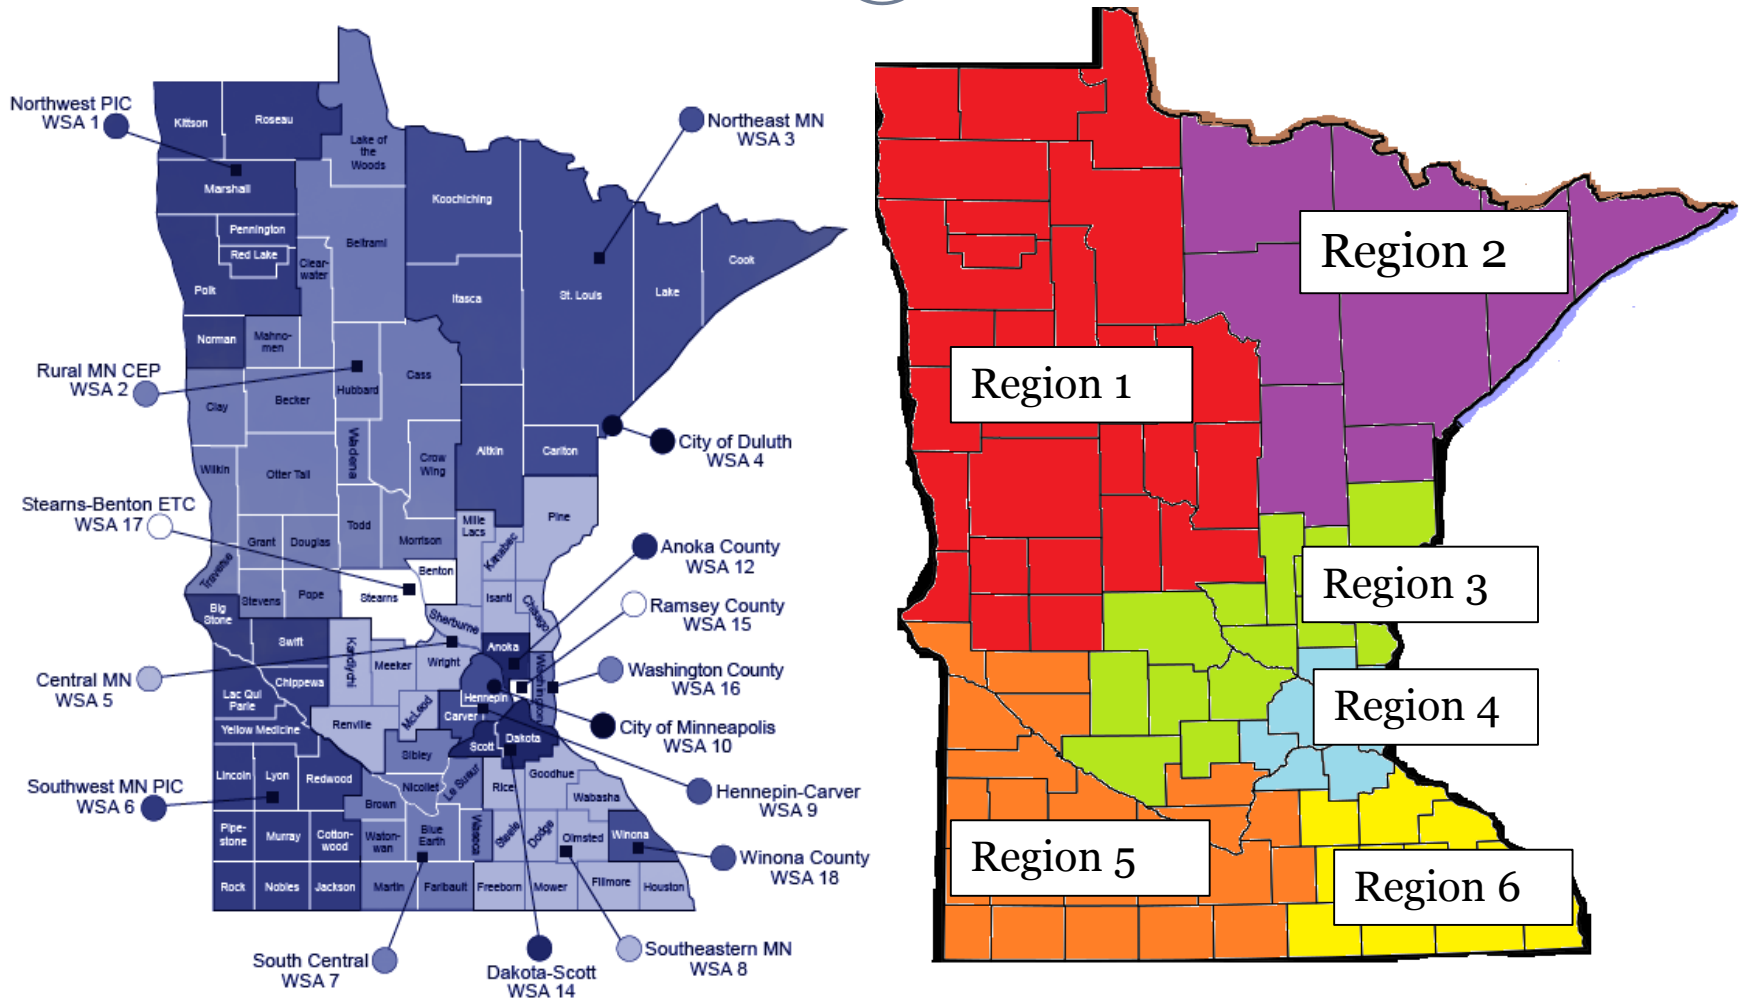 Northwest PIC
WSA 1
Northeast MN
WSA 3
Rural MN CEP
WSA 2
City of Duluth
WSA 4
Stearns-Benton ETC
WSA 17
Anoka County
WSA 12
Ramsey County
WSA 15
Central MN
WSA 5
Washington County
WSA 16
City of Minneapolis
WSA 10
Southwest MN PIC
WSA 6
Hennepin-Carver
WSA 9
Winona County
WSA 18
South Central
WSA 7
Dakota-Scott
WSA 14
Southeastern MN
WSA 8
Kittson
Roseau
Lake of
the
Woods
Marshall
Koochiching
Pennington
Red Lake
Beltrami
Clear-
water
Polk
Itasca
St. Louis
Lake
Cook
Norman
Mahno-
men
Hubbard
Cass
Clay
Becker
Wadena
Crow
Wing
Aitkin
Carlton
Wilkin
Otter Tail
Todd
Mille
Lacs
Pine
Grant
Douglas
Morrison
Kanabec
Traverse
Benton
Stevens
Pope
Stearns
Isanti
Chisago
Big
Stone
Swift
Sherburne
Kandiyohi
Meeker
Wright
Anoka
Washington
Chippewa
Lac Qui
Parle
Hennepin
McLeod
Carver
Renville
Yellow Medicine
Scott
Dakota
Sibley
Lincoln
Lyon
Redwood
Nicollet
Le Sueur
Rice
Goodhue
Wabasha
Brown
Pipe-
stone
Murray
Cotton-
wood
Waton-
wan
Blue
Earth
Waseca
Steele
Dodge
Olmsted
Winona
Rock
Nobles
Jackson
Martin
Faribault
Freeborn
Mower
Fillmore
Houston
Region 1
Region 2
Region 3
Region 4
Region 5
Region 6